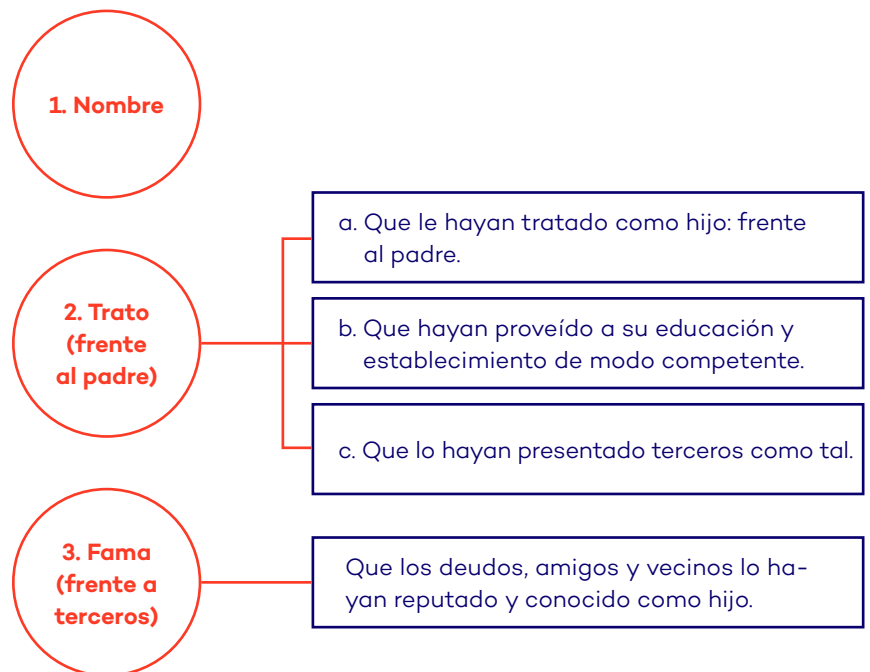 1. Nombre
2. Trato
(frente
al padre)
a. Que le hayan tratado como hijo: frente
al padre.
b. Que hayan proveído a su educación y
establecimiento de modo competente.
c. Que lo hayan presentado terceros como tal.
3. Fama
(frente a
terceros)
Que los deudos, amigos y vecinos lo ha-
yan reputado y conocido como hijo.